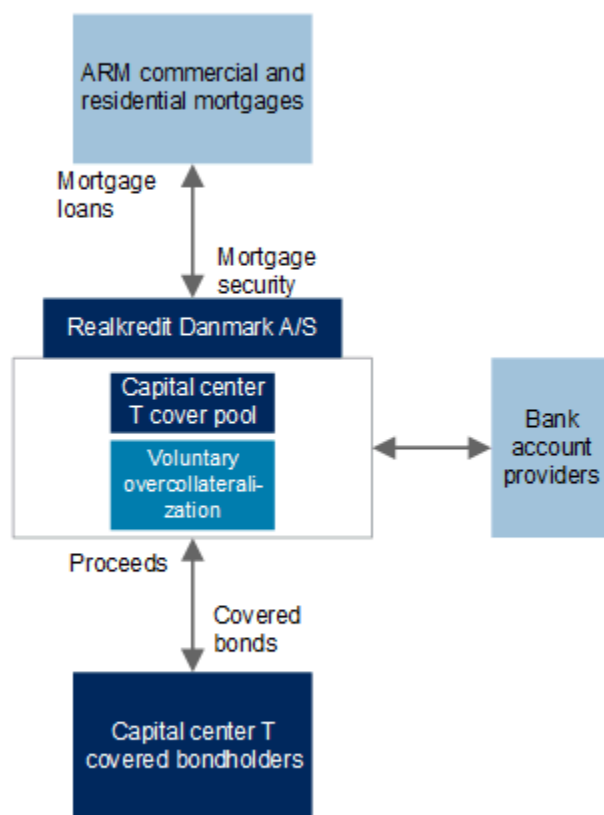 ARM commercial and
residential mortgages
Mortgage
loans
Mortgage
security
Realkredit Danmark A/S
Capital center
T cover pool
Voluntary
overcollaterali-
zation
Bank
account
providers
Proceeds
Covered
bonds
Capital center T
covered bondholders